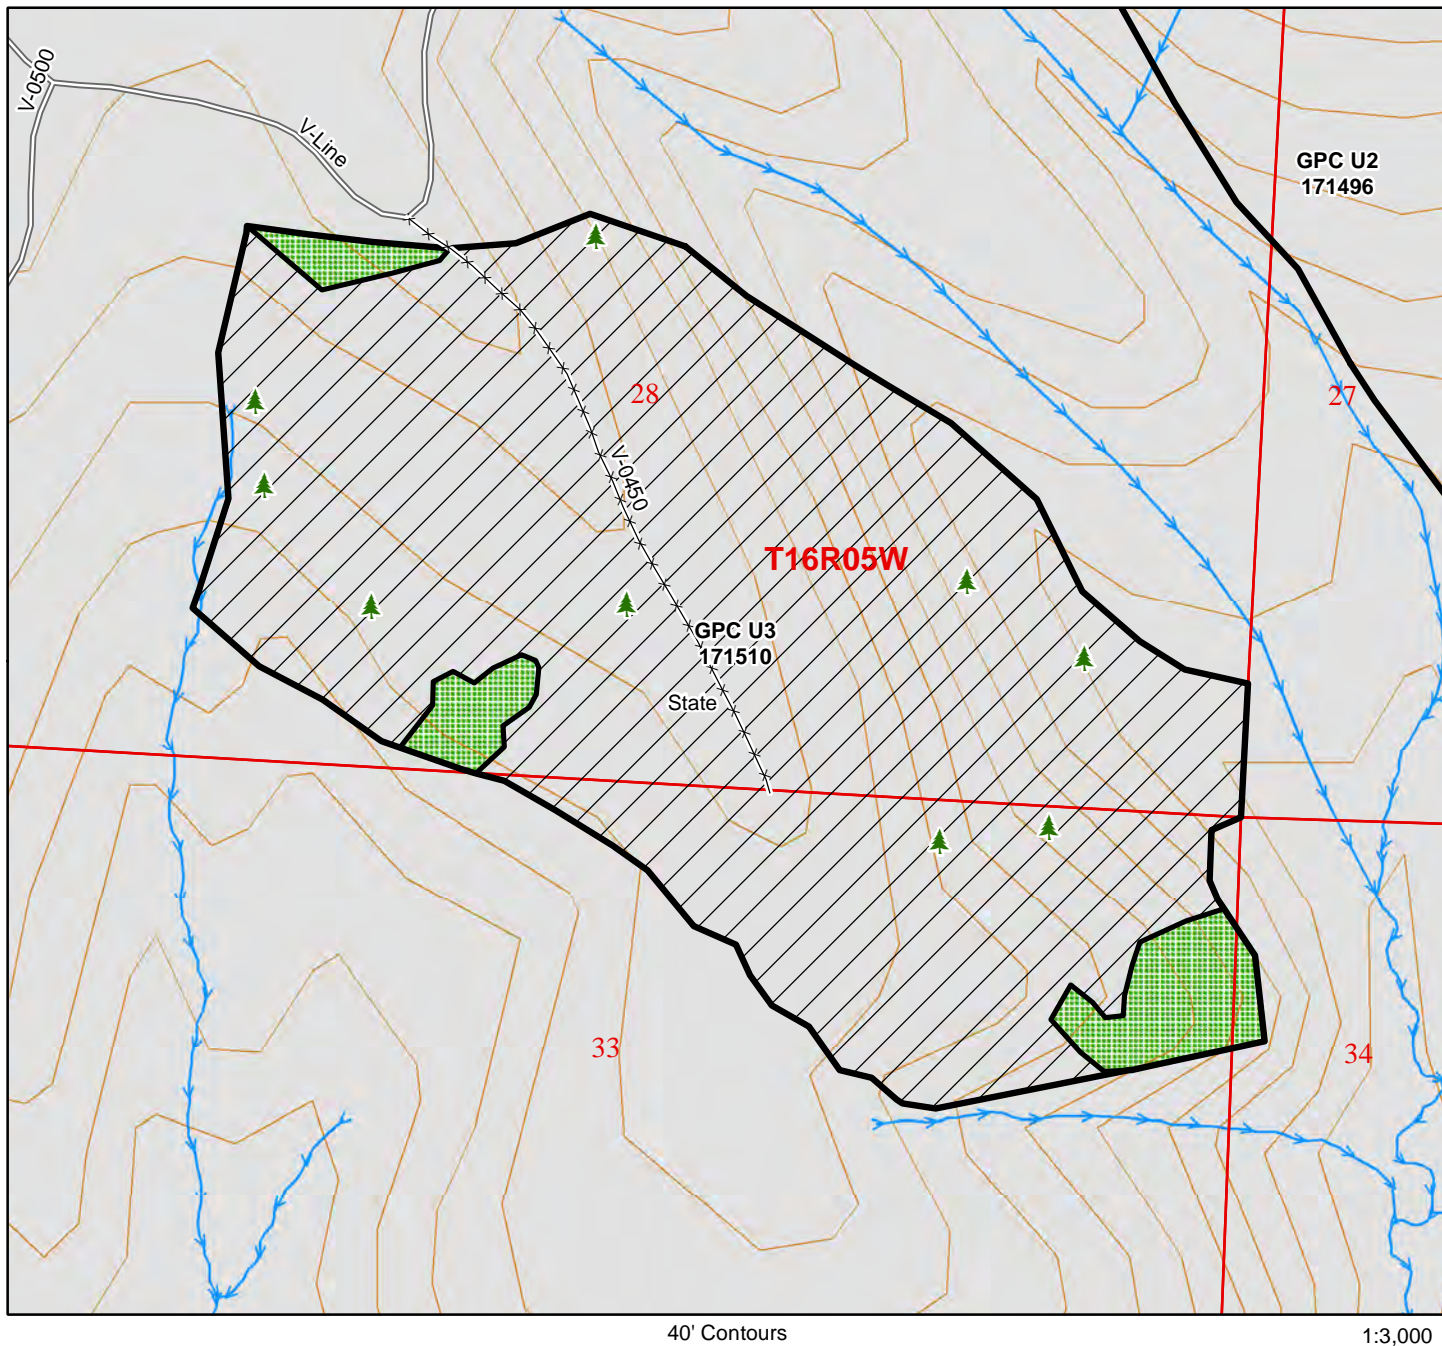 V-0500
V-Line
GPC U2
171496
28
27
V-0450
T16R05W
GPC U3
171510
State
33
34
40' Contours
1:3,000